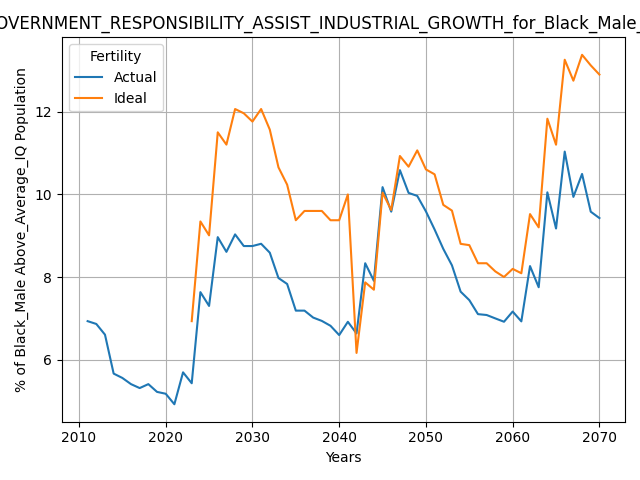 OVERNMENT_RESPONSIBILITY_ASSIST_INDUSTRIAL_GROWTH_for_Black_Male_
Fertility
Actual
Ideal
% of Black_Male Above_Average_IQ Population
12
10
8
6
2010 2020 2030 2040 2050 2060 2070
Years